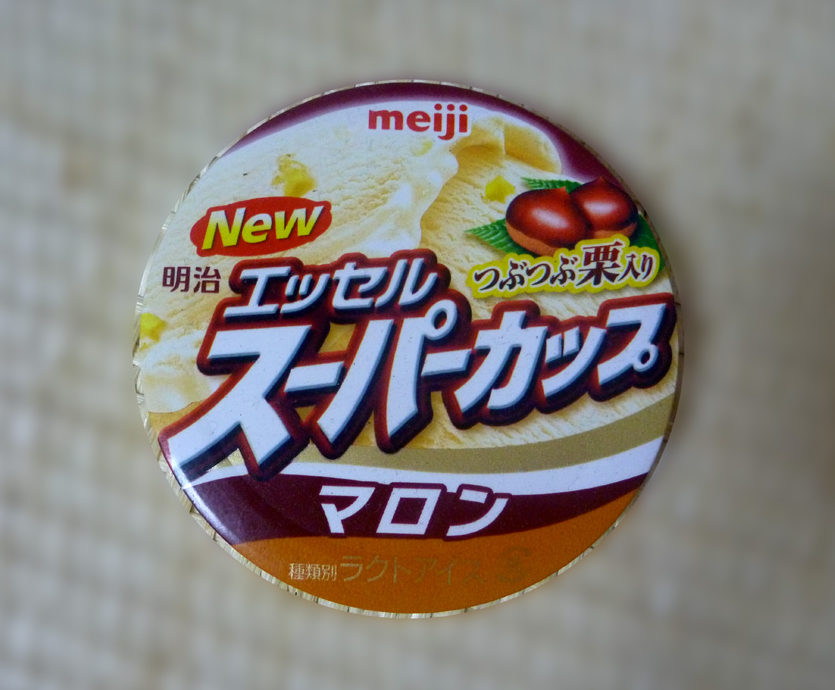 meiji
New
つぶつぶ栗入り
明治
エッセル
スーパーカップ
マロン
種類別ラクトアイス